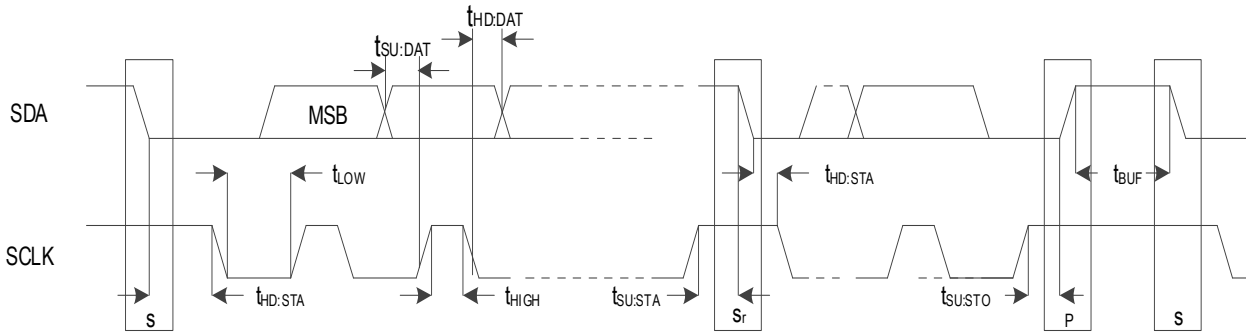 tHD:DAT
tSU:DAT
SDA
MSB
tLOW
tHD:STA
tBUF
SCLK
tHD:STA
tHIGH
tSU:STA
tSU:STO
S
Sr
P
S